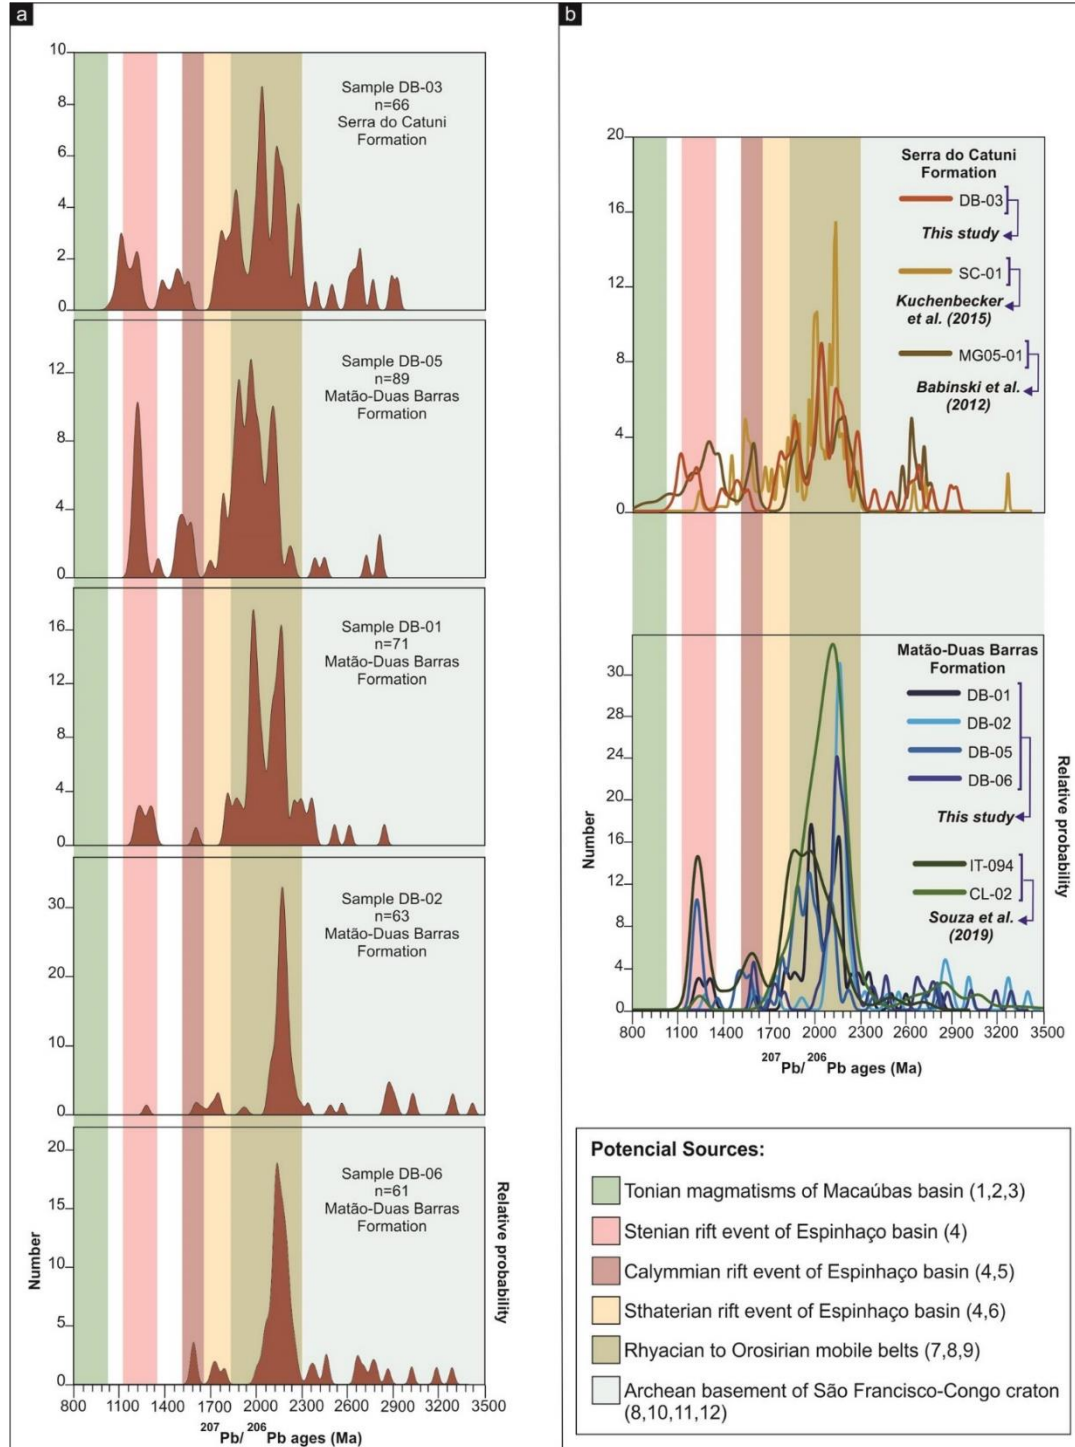 a
10
8
6
4
2
0
Sample DB-03
n=66
Serra do Catuni
Formation
12
8
4
0
Sample DB-05
n=89
Matão-Duas Barras
Formation
16
12
8
4
0
Sample DB-01
n=71
Matão-Duas Barras
Formation
30
20
10
0
Sample DB-02
n=63
Matão-Duas Barras
Formation
20
15
10
5
0
Sample DB-06
n=61
Matão-Duas Barras
Formation
Number
Relative probability
800 1100 1400 1700 2000 2300 2600 2900 3200 3500
207Pb/206Pb ages (Ma)
b
20
16
12
8
4
0
Serra do Catuni
Formation
DB-03
This study
SC-01
Kuchenbecker
et al. (2015)
MG05-01
Babinski et al.
(2012)
32
28
24
20
16
12
8
4
0
Matão-Duas Barras
Formation
DB-01
DB-02
DB-05
DB-06
This study
IT-094
CL-02
Souza et al.
(2019)
Number
Relative probability
800 1100 1400 1700 2000 2300 2600 2900 3200 3500
207Pb/206Pb ages (Ma)
Potencial Sources:
Tonian magmatisms of Macaúbas basin (1,2,3)
Stenian rift event of Espinhaço basin (4)
Calymmian rift event of Espinhaço basin (4,5)
Sthaterian rift event of Espinhaço basin (4,6)
Rhyacian to Orosirian mobile belts (7,8,9)
Archean basement of São Francisco-Congo craton
(8,10,11,12)